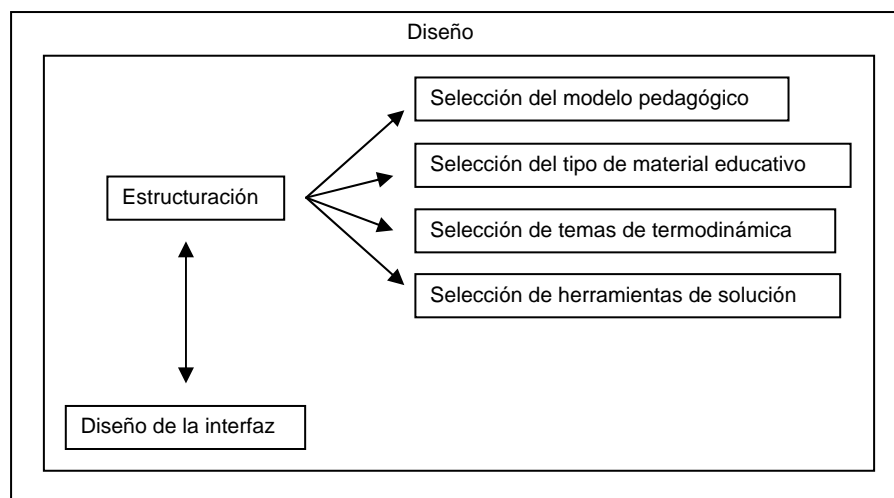 Diseño
Selección del modelo pedagógico
Selección del tipo de material educativo
Estructuración
Selección de temas de termodinámica
Selección de herramientas de solución
Diseño de la interfaz